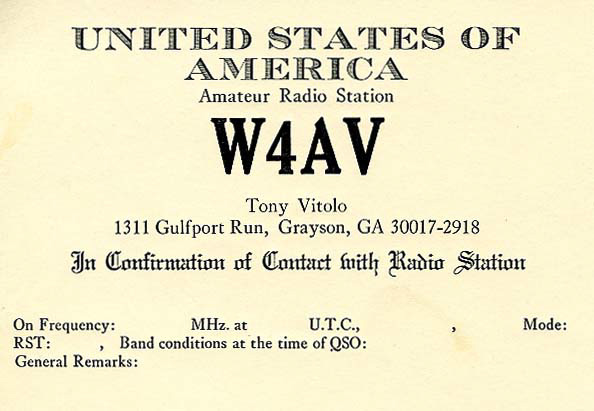 UNITED STATES OF
AMERICA
Amateur Radio Station
W4AV
Tony Vitolo
1311 Gulfport Run, Grayson, GA 30017-2918
In Confirmation of Contact with Radio Station
On Frequency: MHz. at U.T.C., , Mode:
RST: , Band conditions at the time of QSO:
General Remarks: